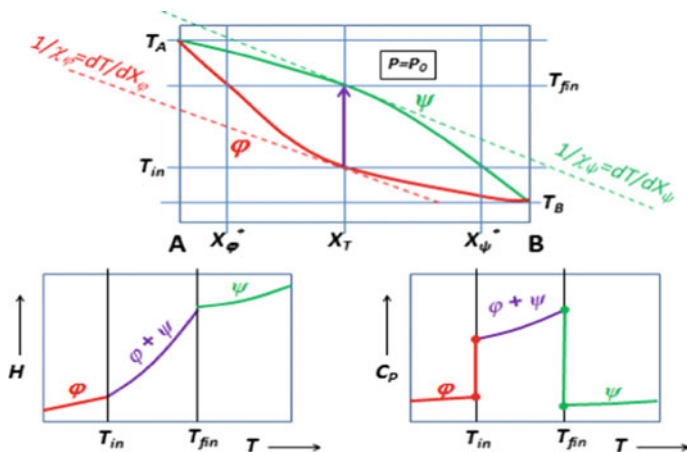 1/χφ=dT/dXφ
TA
P=P0
Tfin
ψ
φ
Tin
1/χψ=dT/dXψ
TB
A Xφ* XT Xψ* B
ψ
φ + ψ
H
φ
Tin Tfin T
φ + ψ
CP
φ
ψ
Tin Tfin T